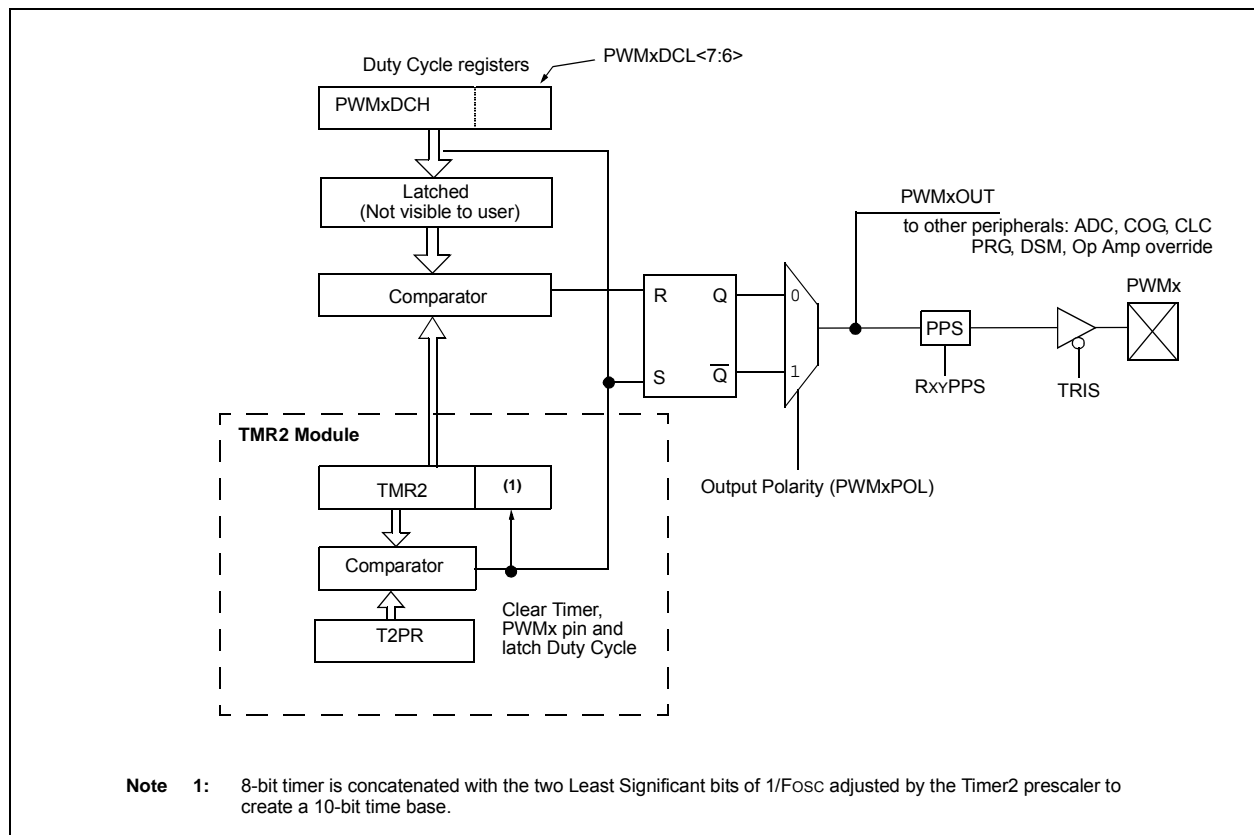 Duty Cycle registers
PWMxDCL<7:6>
PWMxDCH
Latched
(Not visible to user)
Comparator
R
Q
S
Q
0
1
PWMxOUT
to other peripherals: ADC, COG, CLC
PRG, DSM, Op Amp override
PWMx
PPS
RXYPPS
TRIS
Output Polarity (PWMxPOL)
TMR2 Module
TMR2
(1)
Comparator
T2PR
Clear Timer,
PWMx pin and
latch Duty Cycle
Note 1: 8-bit timer is concatenated with the two Least Significant bits of 1/FOSC adjusted by the Timer2 prescaler to
create a 10-bit time base.